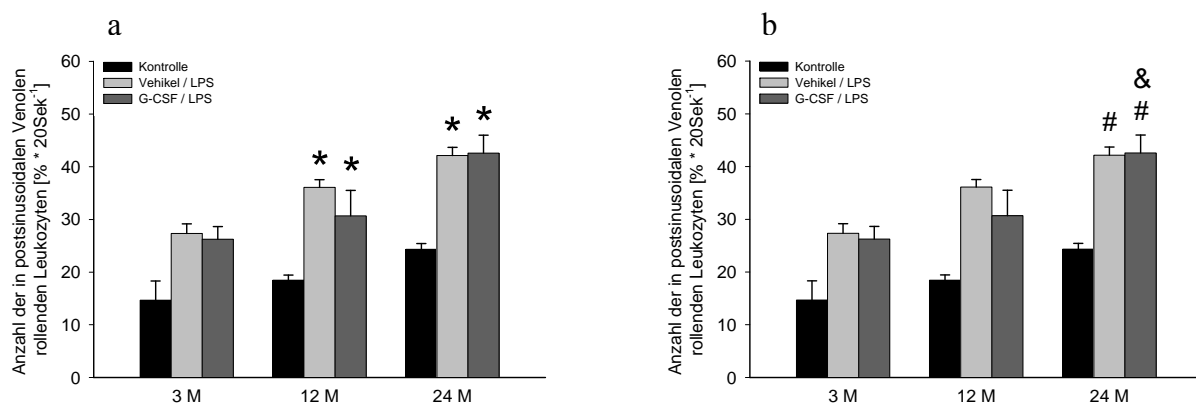 a
Anzahl der in postsinusoidalen Venolen
rollenden Leukozyten [% * 20Sek⁻¹]
60
50
40
30
20
10
0
Kontrolle
Vehikel / LPS
G-CSF / LPS
* *
* *
3 M 12 M 24 M
b
Anzahl der in postsinusoidalen Venolen
rollenden Leukozyten [% * 20Sek⁻¹]
60
50
40
30
20
10
0
Kontrolle
Vehikel / LPS
G-CSF / LPS
&
# #
3 M 12 M 24 M